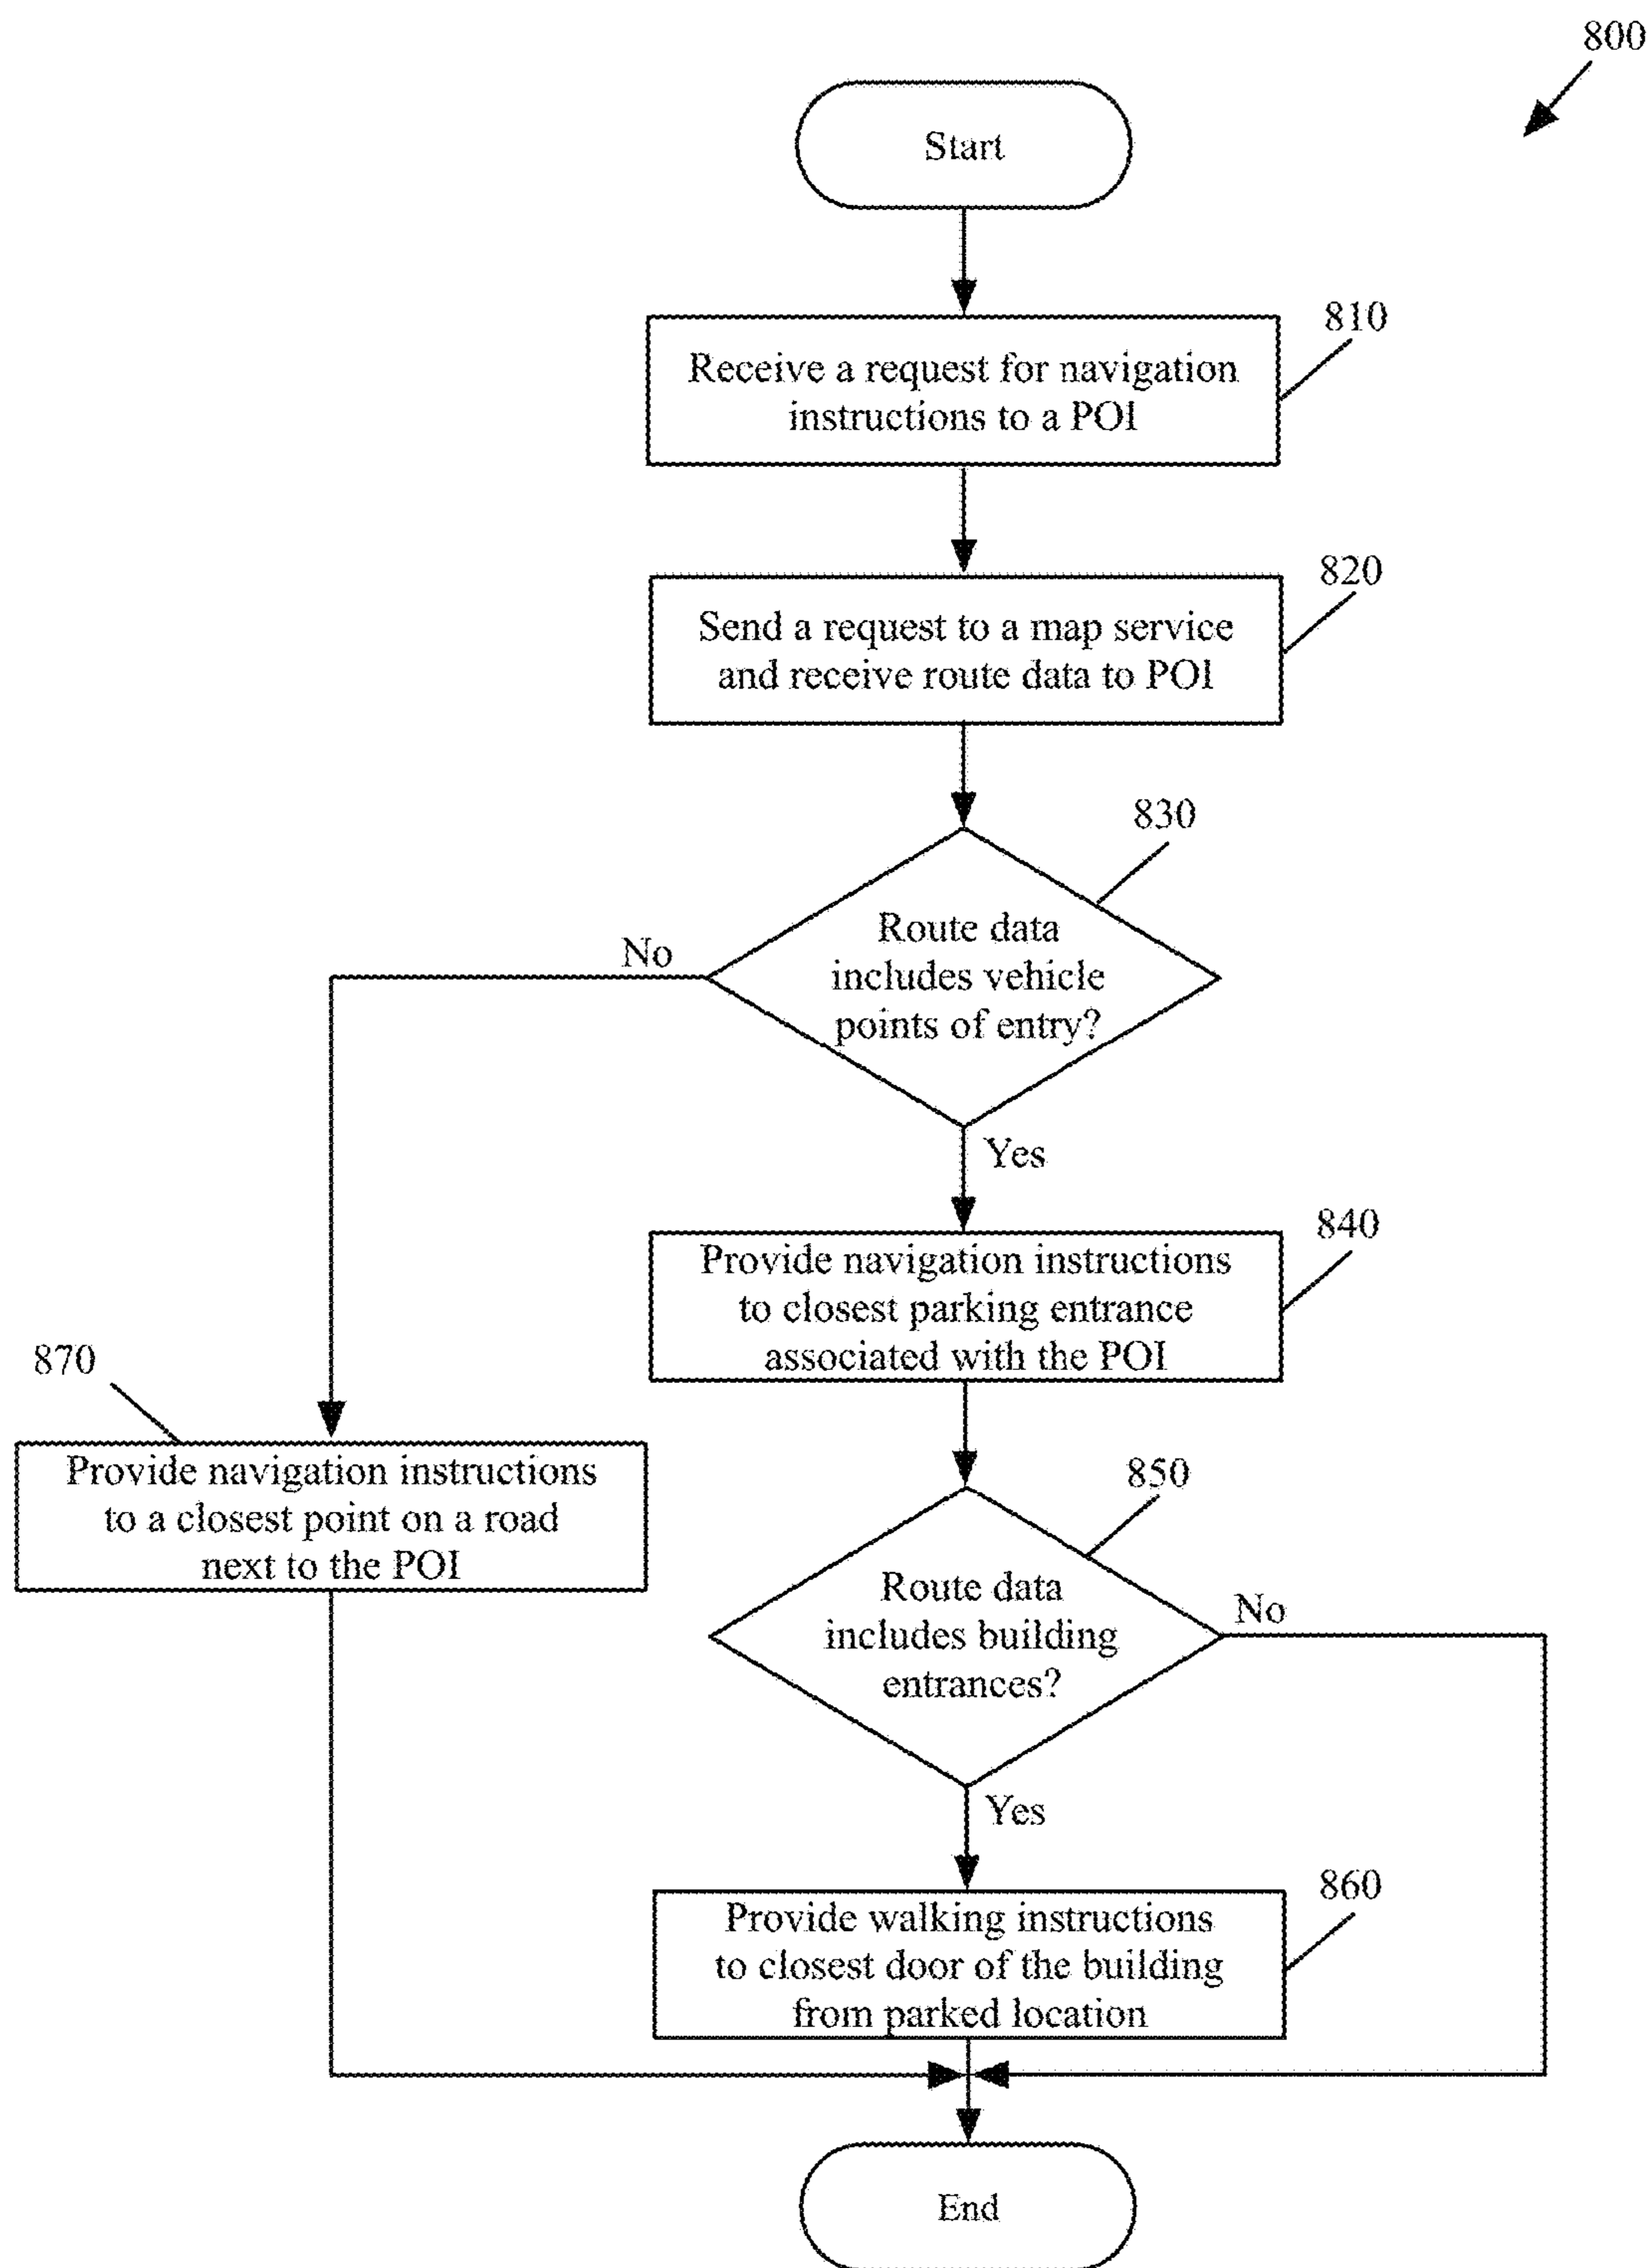 800
Start
810
Receive a request for navigation
instructions to a POI
820
Send a request to a map service
and receive route data to POI
830
Route data
includes vehicle
points of entry?
No
Yes
840
Provide navigation instructions
to closest parking entrance
associated with the POI
870
Provide navigation instructions
to a closest point on a road
next to the POI
850
Route data
includes building
entrances?
No
Yes
860
Provide walking instructions
to closest door of the building
from parked location
End